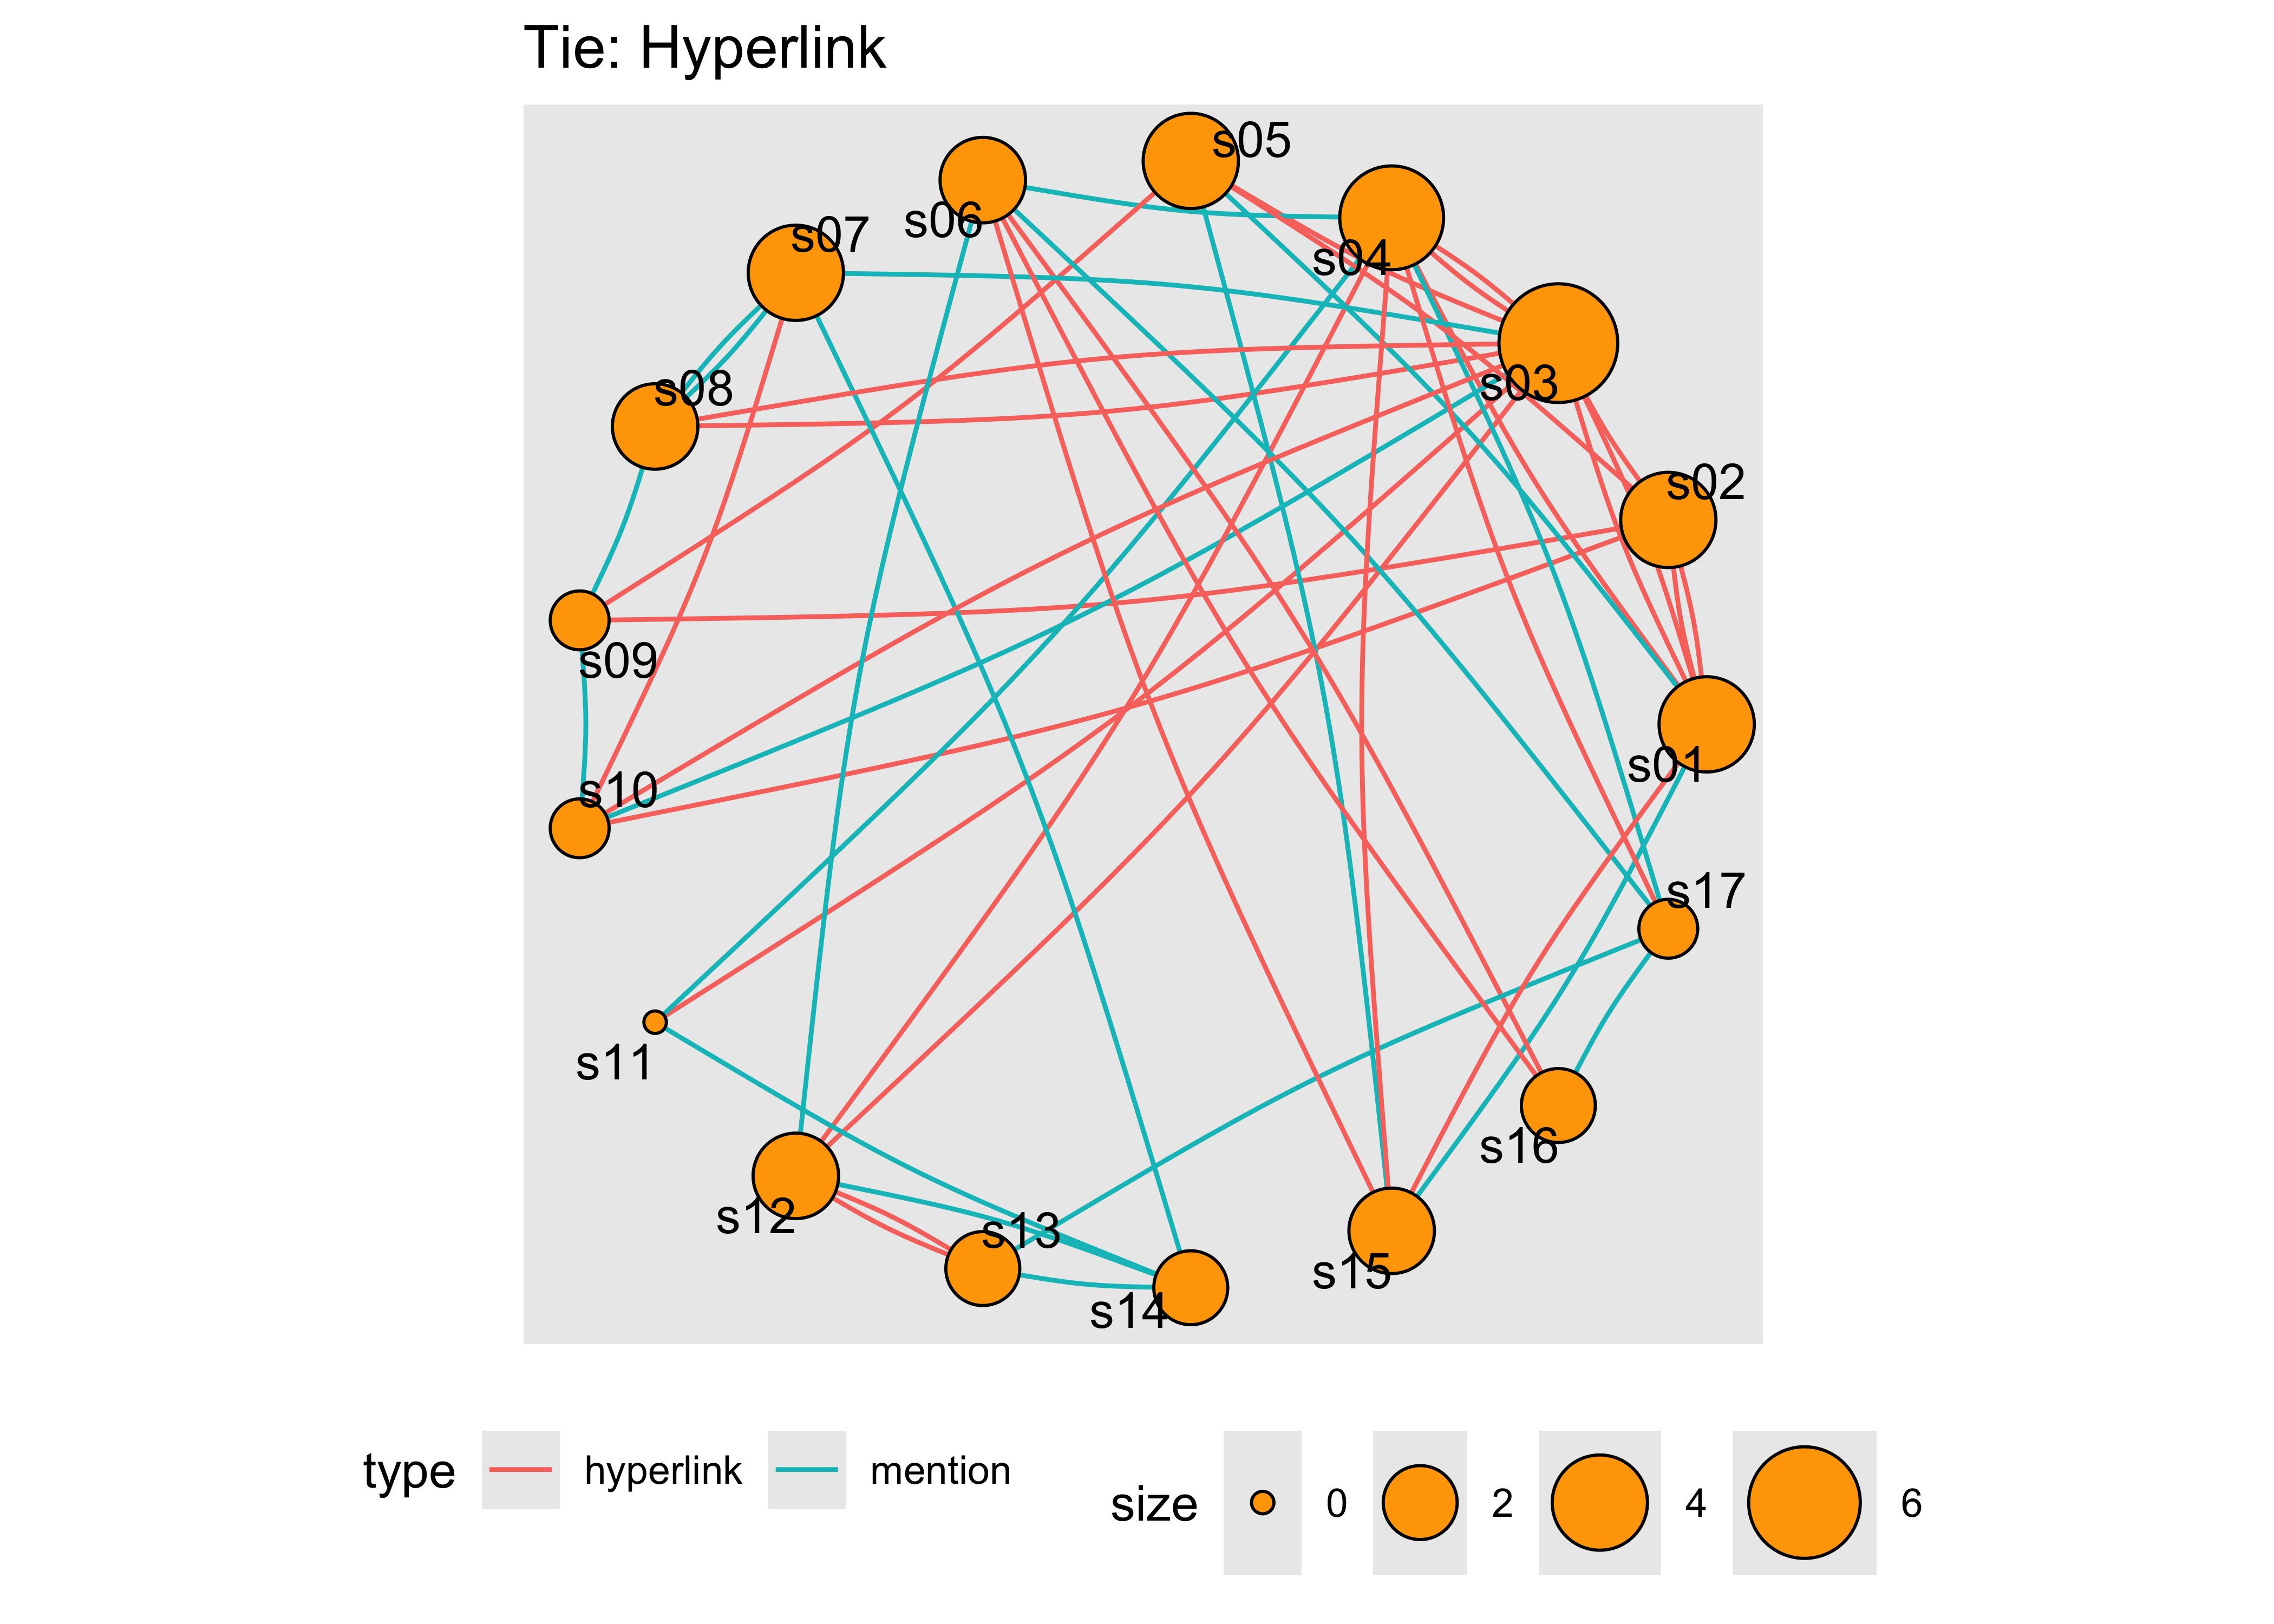 Tie: Hyperlink
s05
s06
s07
s04
s03
s08
s02
s09
s01
s10
s17
s11
s16
s12
s13
s15
s14
type hyperlink mention
size 0 2 4 6